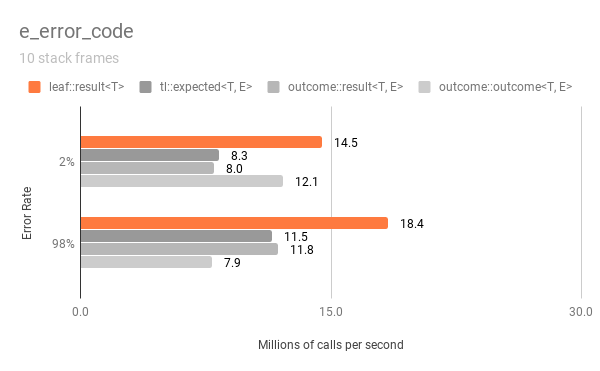 e_error_code
10 stack frames
leaf::result<T> tl::expected<T, E> outcome::result<T, E> outcome::outcome<T, E>
Error Rate
2%
14.5
8.3
8.0
12.1
98%
18.4
11.5
11.8
7.9
0.0 15.0 30.0
Millions of calls per second